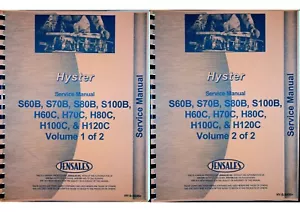 Hyster
Service Manual
S60B, S70B, S80B, S100B,
H60C, H70C, H80C,
H100C, & H120C
Volume 1 of 2
JENSALES
Service Manual
Hyster
Service Manual
S60B, S70B, S80B, S100B,
H60C, H70C, H80C,
H100C, & H120C
Volume 2 of 2
JENSALES
Service Manual